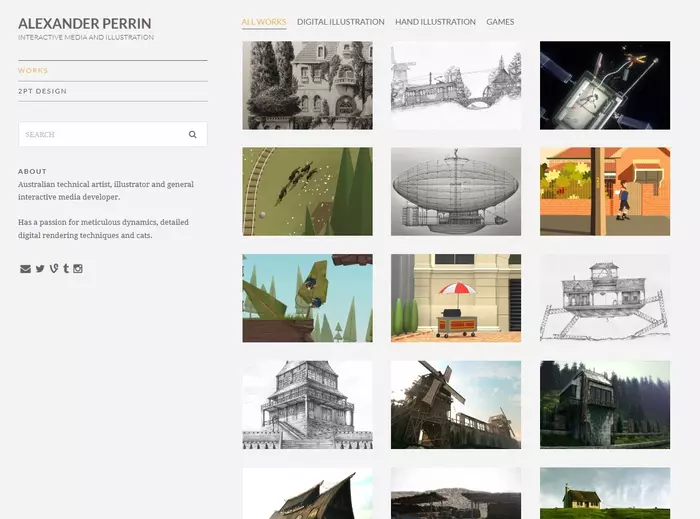 ALEXANDER PERRIN
INTERACTIVE MEDIA AND ILLUSTRATION
WORKS
2PT DESIGN
SEARCH
ABOUT
Australian technical artist, illustrator and general
interactive media developer.
Has a passion for meticulous dynamics, detailed
digital rendering techniques and cats.
ALL WORKS DIGITAL ILLUSTRATION HAND ILLUSTRATION GAMES